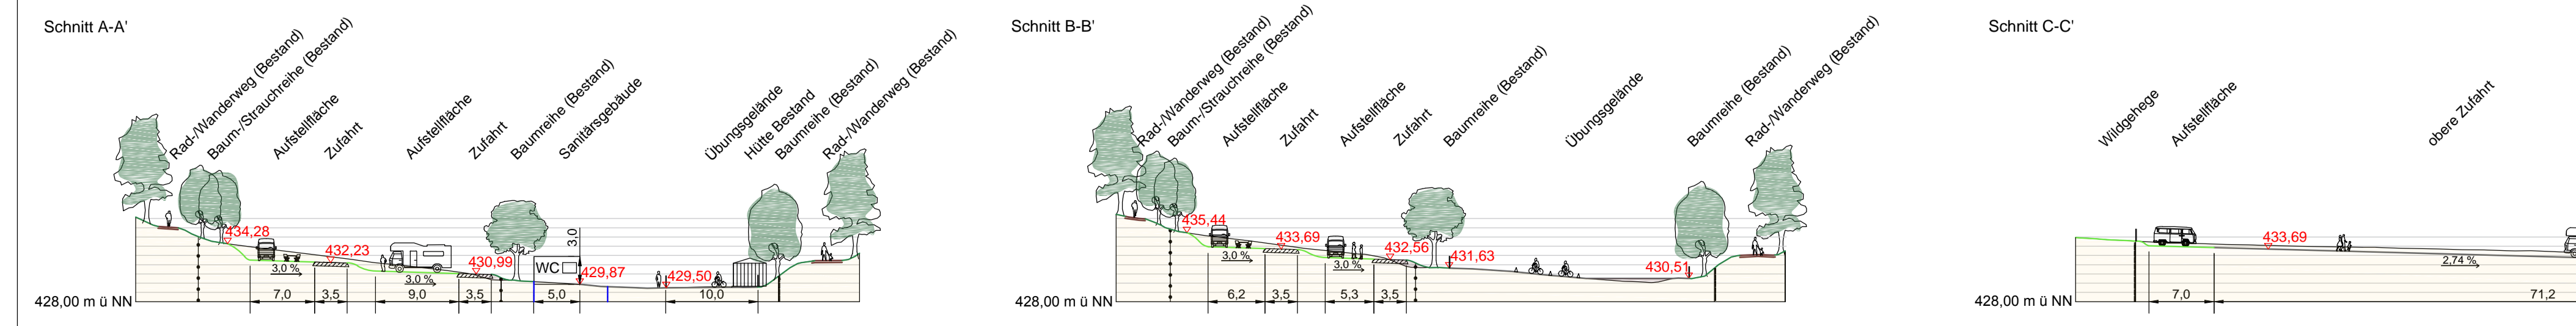 Schnitt A-A'
Rad-/Wanderweg (Bestand)
Baum-/Strauchreihe (Bestand)
Aufstellfläche
Zufahrt
Aufstellfläche
Zufahrt
Baumreihe (Bestand)
Sanitärsgebäude
Übungsgelände
Hütte Bestand
Baumreihe (Bestand)
Rad-/Wanderweg (Bestand)
434,28
432,23
430,99
3,0
WC
429,87
429,50
3,0 %
9,0 %
428,00 m ü NN
7,0
3,5
9,0
3,5
5,0
10,0
Schnitt B-B'
Rad-/Wanderweg (Bestand)
Baum-/Strauchreihe (Bestand)
Aufstellfläche
Zufahrt
Aufstellfläche
Zufahrt
Baumreihe (Bestand)
Übungsgelände
Baumreihe (Bestand)
Rad-/Wanderweg (Bestand)
435,44
433,69
432,56
431,63
430,51
3,0 %
3,0 %
428,00 m ü NN
6,2
3,5
5,3
3,5
Schnitt C-C'
Wildgehege
Aufstellfläche
obere Zufahrt
433,69
2,74 %
428,00 m ü NN
7,0
71,2